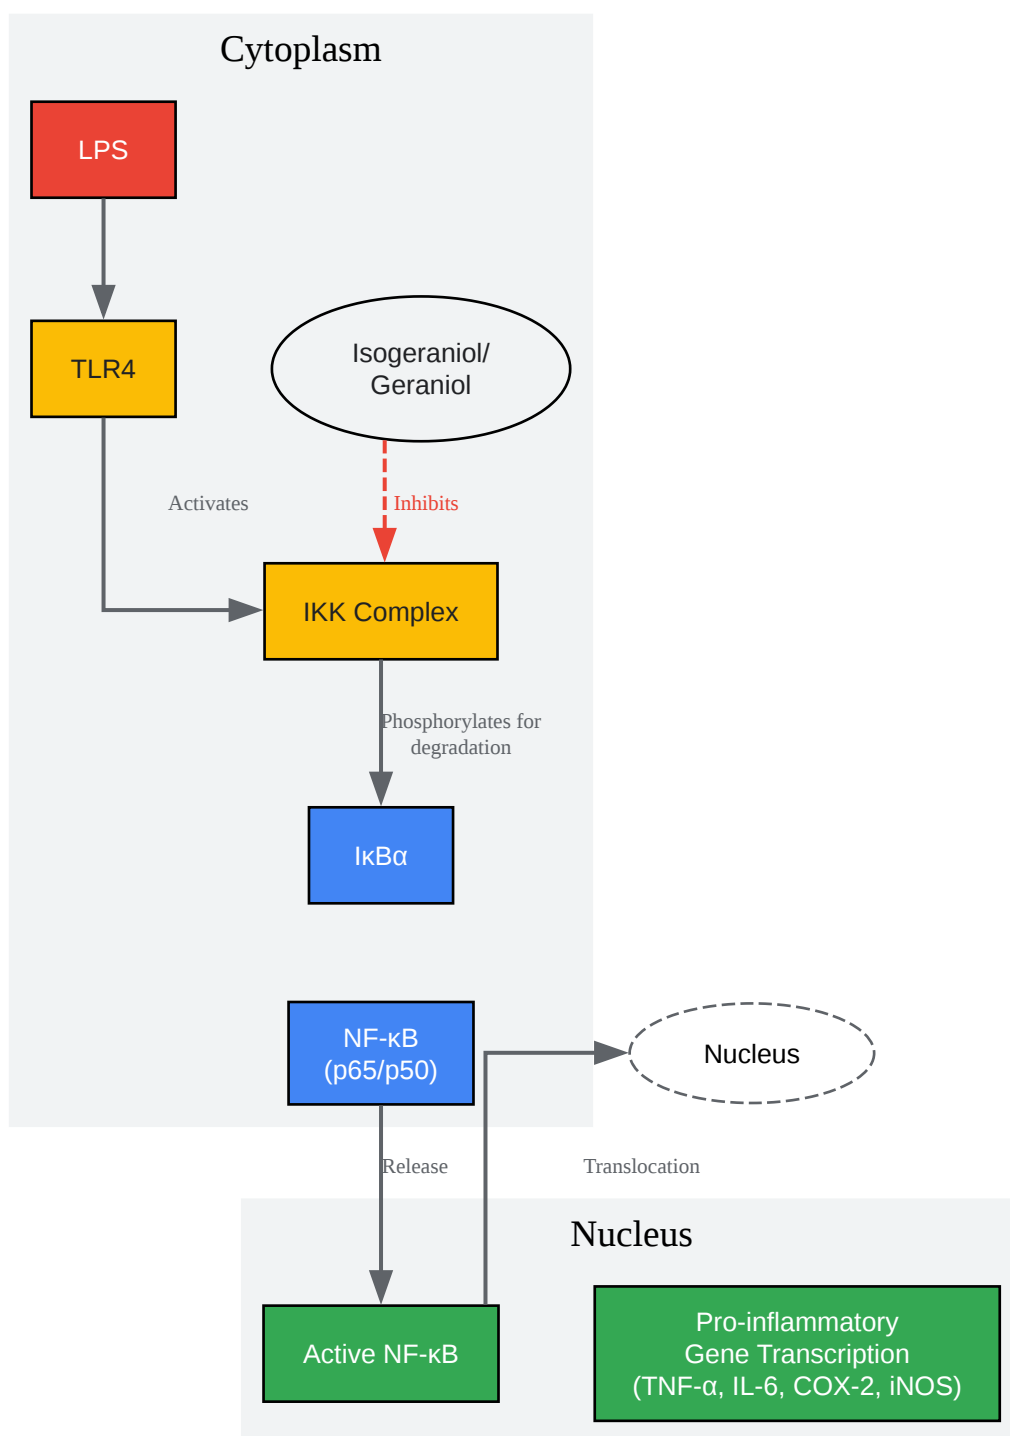 Cytoplasm
LPS
TLR4
Isogeraniol/
Geraniol
Activates
Inhibits
IKK Complex
Phosphorylates for
degradation
IκBα
NF-κB
(p65/p50)
Nucleus
Release
Translocation
Nucleus
Active NF-κB
Pro-inflammatory
Gene Transcription
(TNF-α, IL-6, COX-2, iNOS)